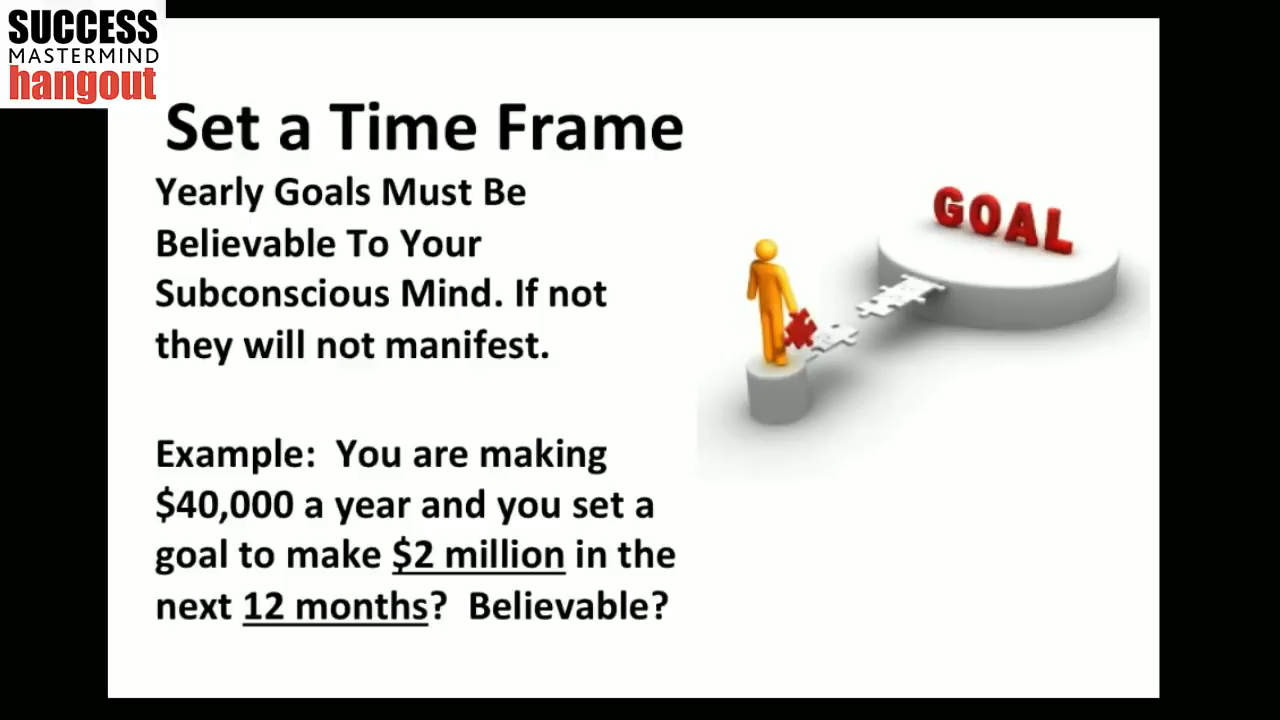 SUCCESS
MASTERMIND
hangout
Set a Time Frame
Yearly Goals Must Be
Believable To Your
Subconscious Mind. If not
they will not manifest.
GOAL
Example:  You are making
$40,000 a year and you set a
goal to make $2 million in the
next 12 months?  Believable?